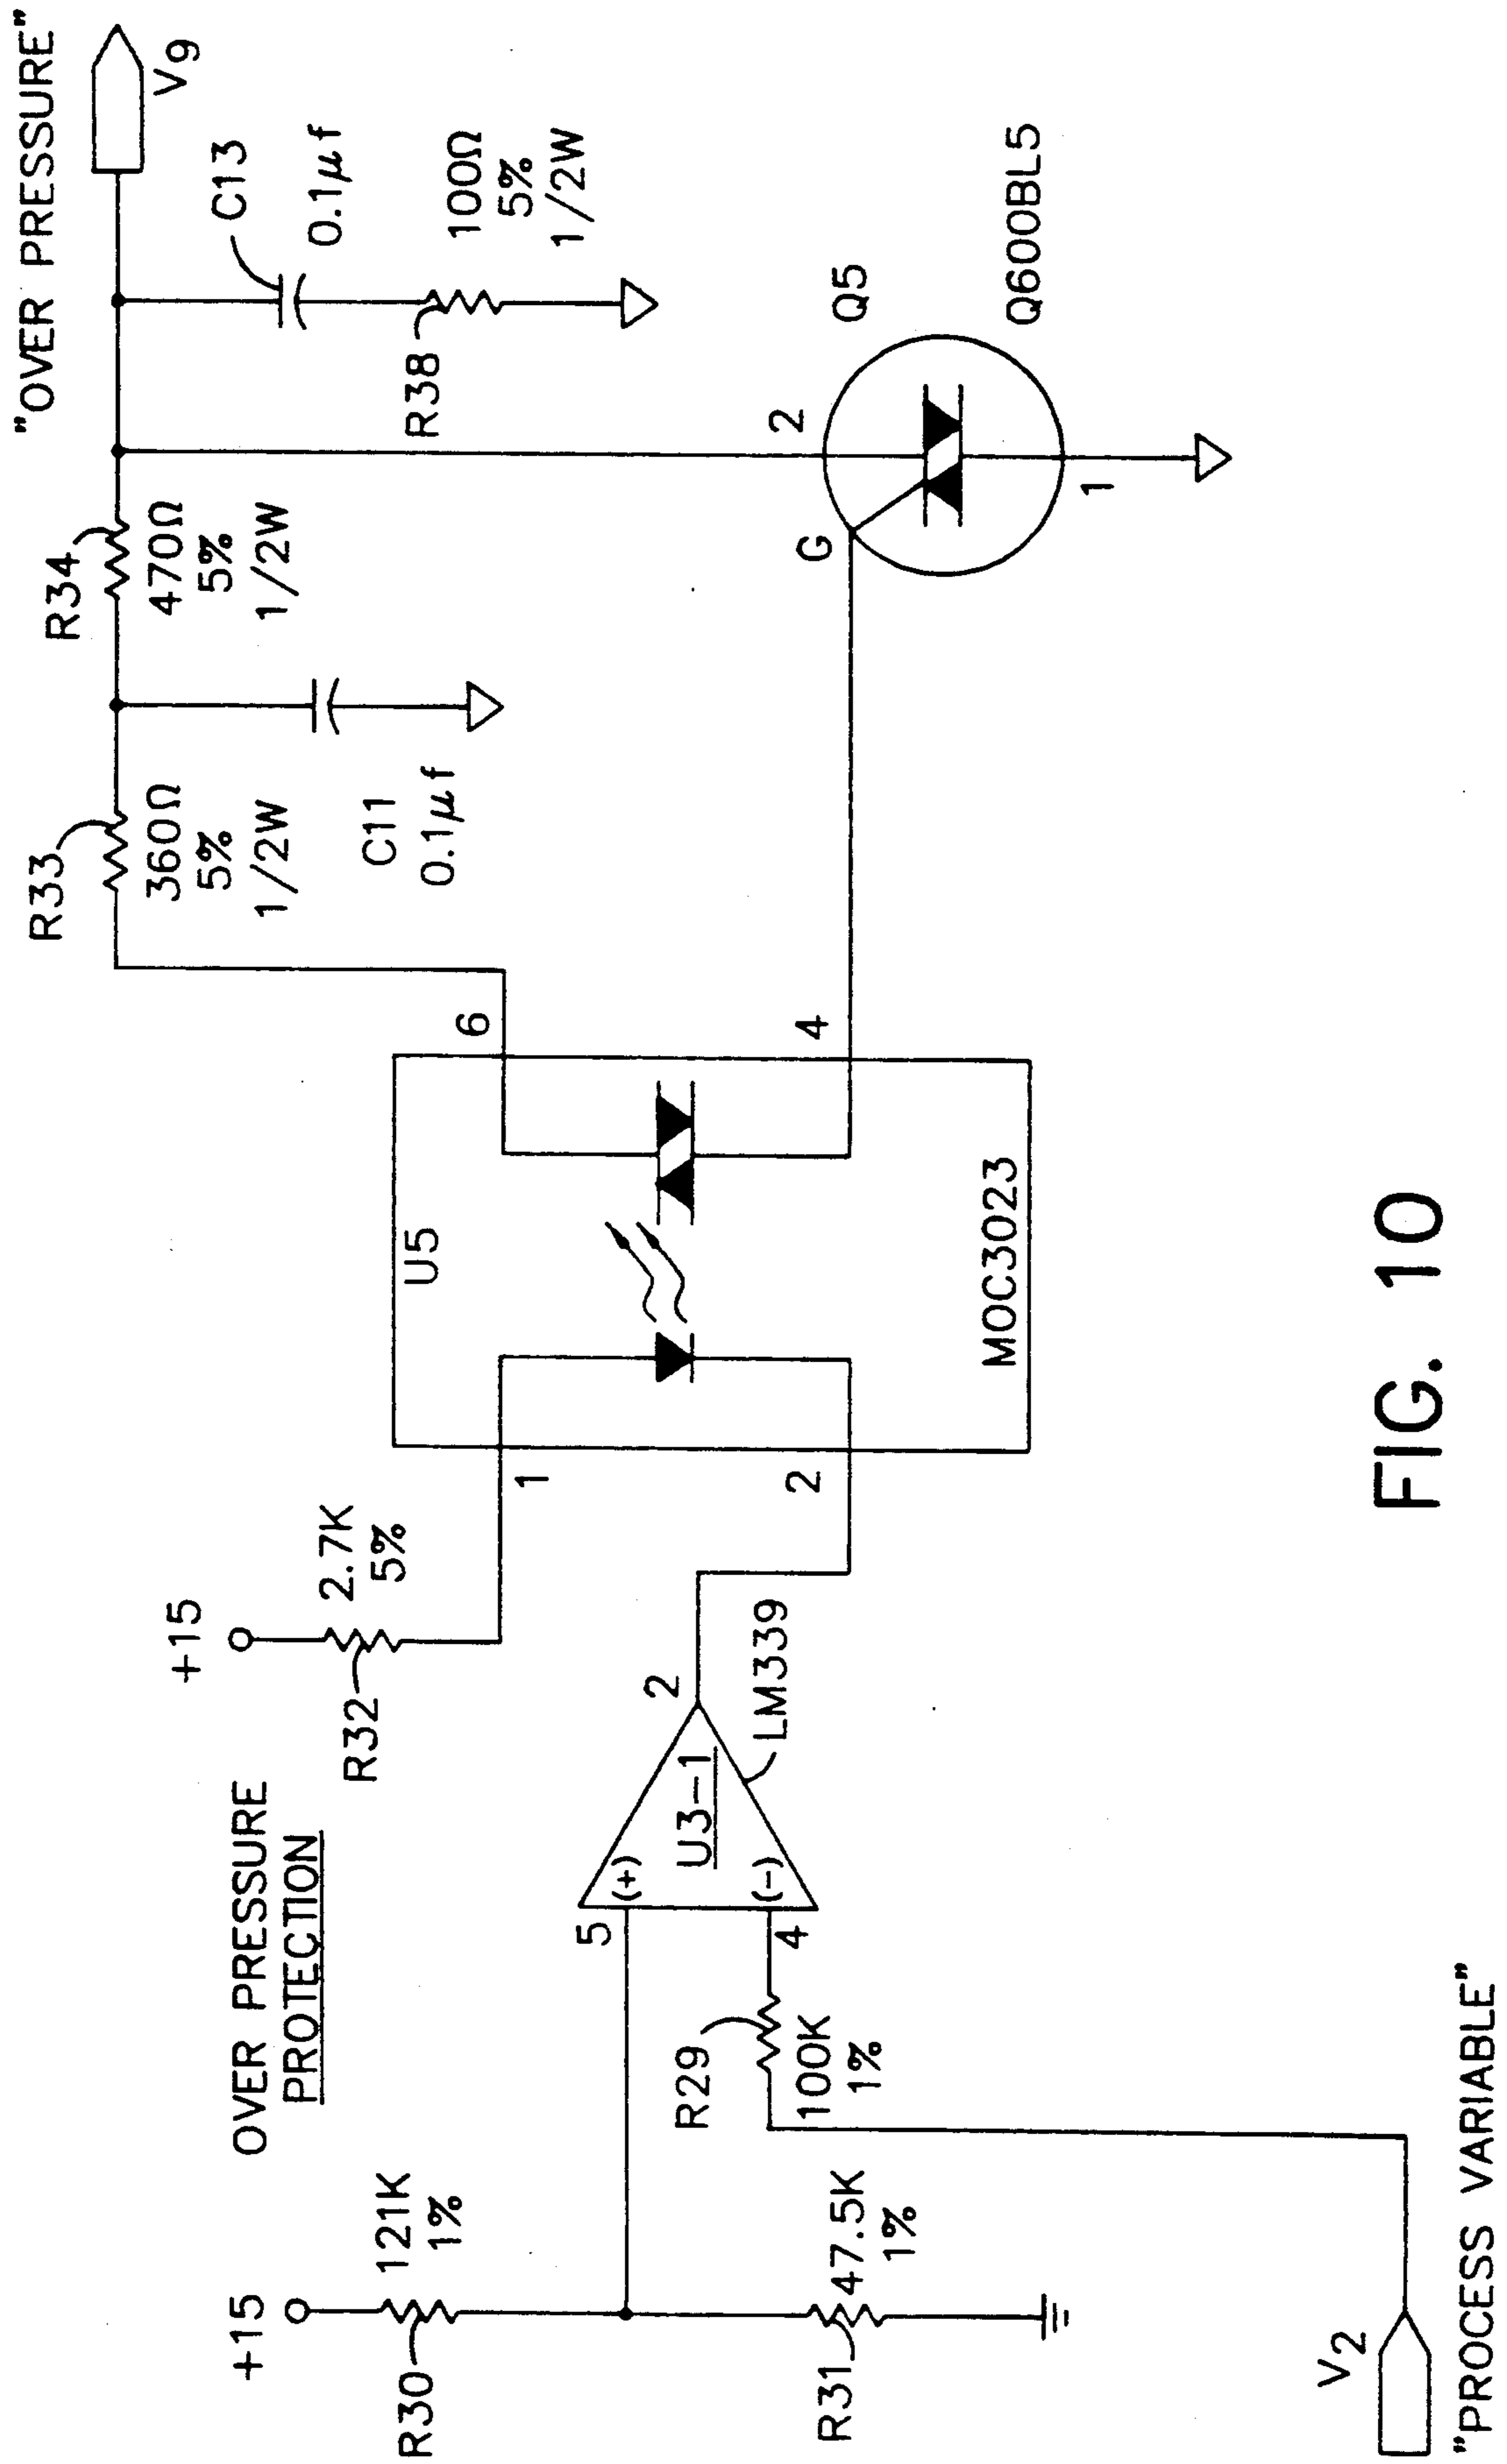 OVER PRESSURE
PROTECTION
+15
R30
121K
1%
R31
47.5K
1%
V2
"PROCESS VARIABLE"
R29
100K
1%
5
(+)
4
(-)
U3-1
2
LM339
+15
R32
2.7K
5%
1
2
U5
MOC3023
6
4
R33
360Ω
5%
1/2W
C11
0.1μf
R34
470Ω
5%
1/2W
"OVER PRESSURE"
V9
C13
0.1μf
R38
100Ω
5%
1/2W
2
G
1
Q5
Q600BL5
FIG. 10